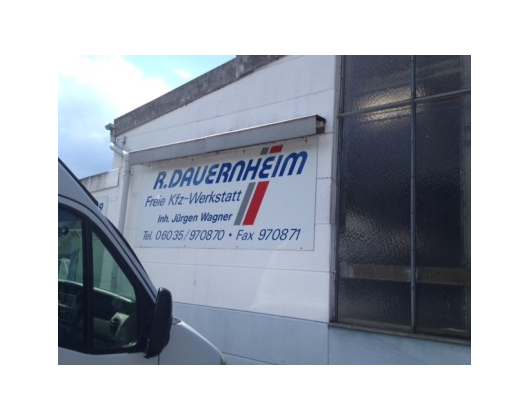 R.DAUERNHEIM
Freie Kfz-Werkstatt
Inh. Jürgen Wagner
Tel. 06035/970870 • Fax 970871